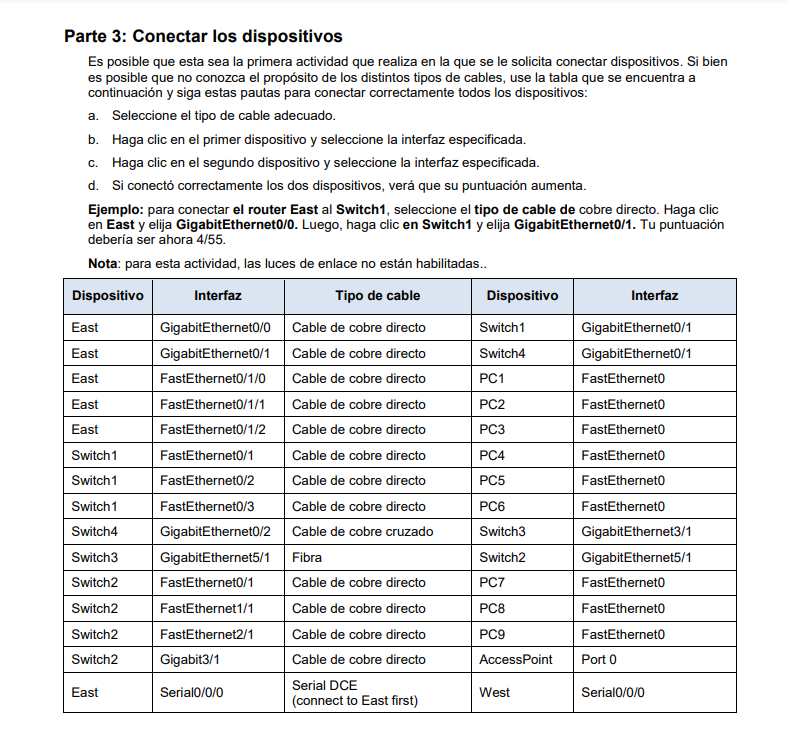 Parte 3: Conectar los dispositivos
Es posible que esta sea la primera actividad que realiza en la que se le solicita conectar dispositivos. Si bien
es posible que no conozca el propósito de los distintos tipos de cables, use la tabla que se encuentra a
continuación y siga estas pautas para conectar correctamente todos los dispositivos:
a. Seleccione el tipo de cable adecuado.
b. Haga clic en el primer dispositivo y seleccione la interfaz especificada.
c. Haga clic en el segundo dispositivo y seleccione la interfaz especificada.
d. Si conectó correctamente los dos dispositivos, verá que su puntuación aumenta.
Ejemplo: para conectar el router East al Switch1, seleccione el tipo de cable de cobre directo. Haga clic
en East y elija GigabitEthernet0/0. Luego, haga clic en Switch1 y elija GigabitEthernet0/1. Tu puntuación
debería ser ahora 4/55.
Nota: para esta actividad, las luces de enlace no están habilitadas..
Dispositivo Interfaz Tipo de cable Dispositivo Interfaz
East GigabitEthernet0/0 Cable de cobre directo Switch1 GigabitEthernet0/1
East GigabitEthernet0/1 Cable de cobre directo Switch4 GigabitEthernet0/1
East FastEthernet0/1/0 Cable de cobre directo PC1 FastEthernet0
East FastEthernet0/1/1 Cable de cobre directo PC2 FastEthernet0
East FastEthernet0/1/2 Cable de cobre directo PC3 FastEthernet0
Switch1 FastEthernet0/1 Cable de cobre directo PC4 FastEthernet0
Switch1 FastEthernet0/2 Cable de cobre directo PC5 FastEthernet0
Switch1 FastEthernet0/3 Cable de cobre directo PC6 FastEthernet0
Switch4 GigabitEthernet0/2 Cable de cobre cruzado Switch3 GigabitEthernet3/1
Switch3 GigabitEthernet5/1 Fibra Switch2 GigabitEthernet5/1
Switch2 FastEthernet0/1 Cable de cobre directo PC7 FastEthernet0
Switch2 FastEthernet1/1 Cable de cobre directo PC8 FastEthernet0
Switch2 FastEthernet2/1 Cable de cobre directo PC9 FastEthernet0
Switch2 Gigabit3/1 Cable de cobre directo AccessPoint Port 0
East Serial0/0/0 Serial DCE
(connect to East first) West Serial0/0/0